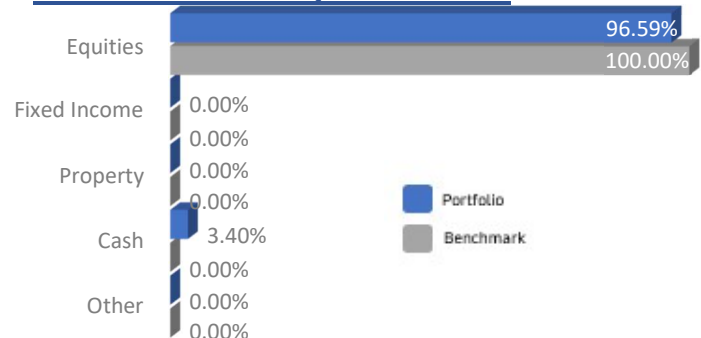 Equities
96.59%
100.00%
Fixed Income
0.00%
0.00%
Property
0.00%
0.00%
Cash
3.40%
0.00%
Other
0.00%
0.00%
Portfolio
Benchmark